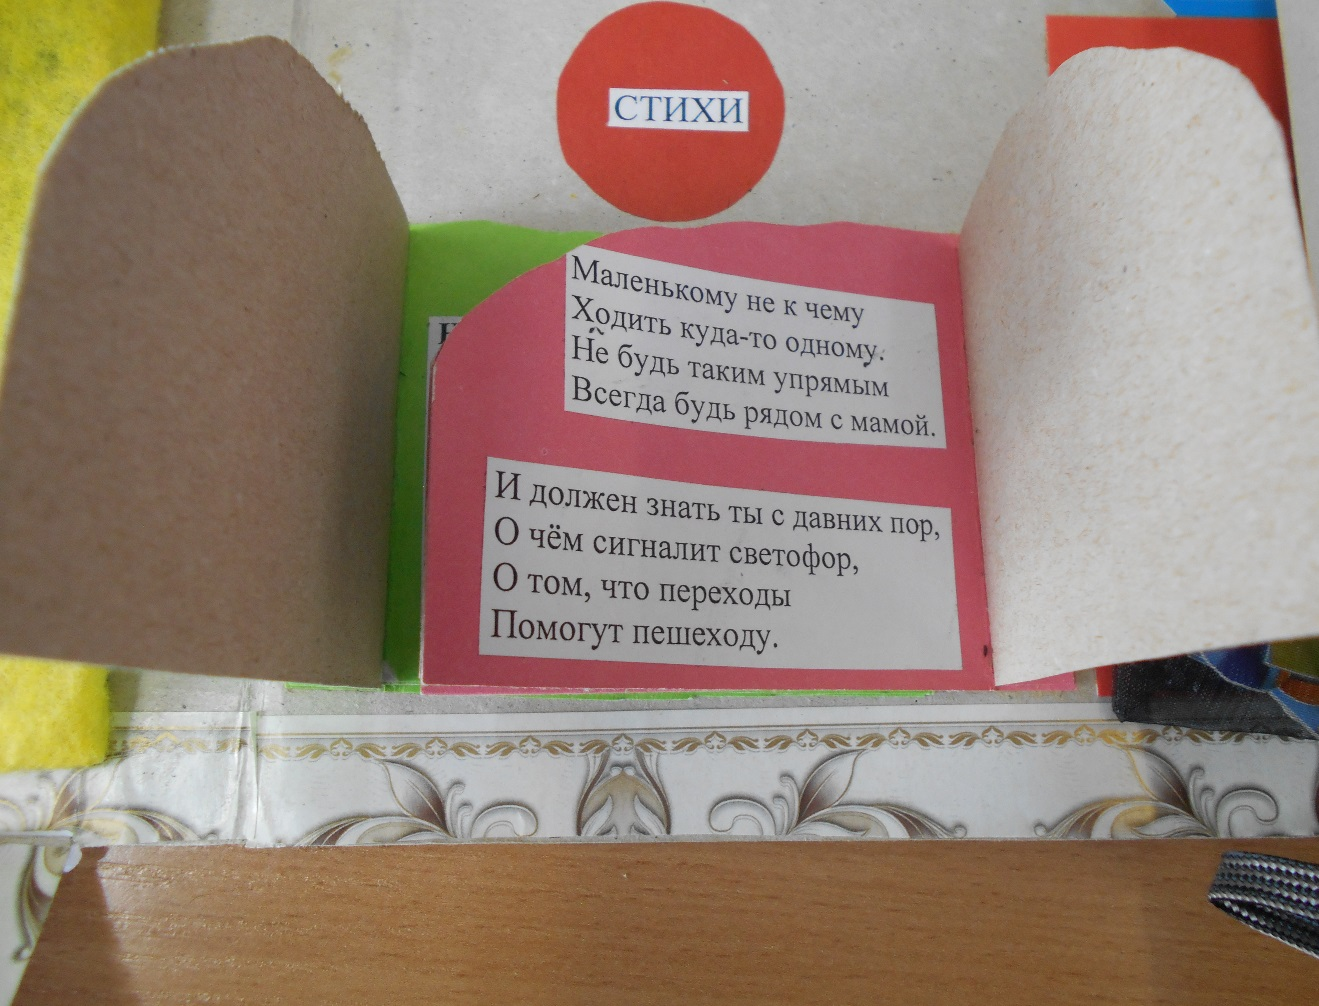 СТИХИ
Маленькому не к чему
Ходить куда-то одному.
Не будь таким упрямым
Всегда будь рядом с мамой.
И должен знать ты с давних пор,
О чём сигналит светофор,
О том, что переходы
Помогут пешеходу.